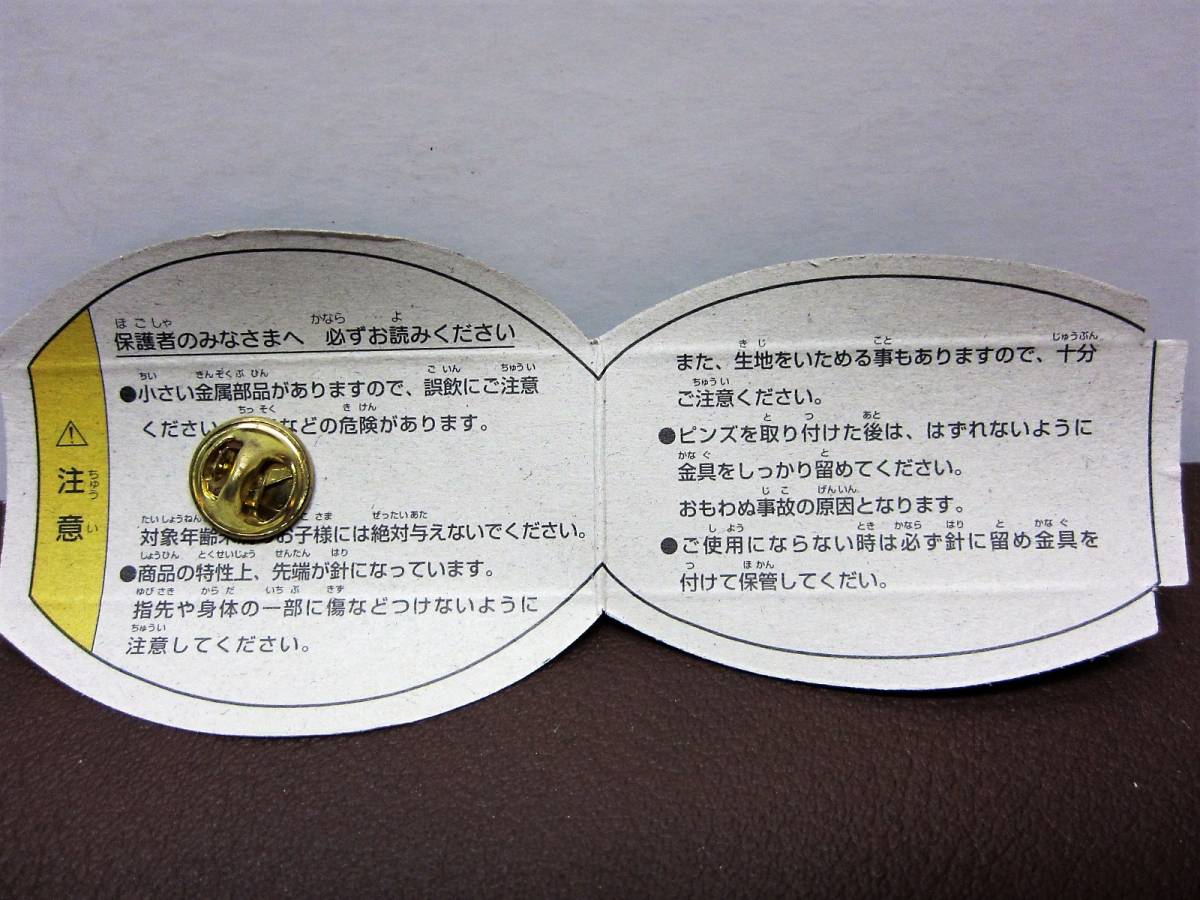 ⚠注意
保護者のみなさまへ 必ずお読みください
●小さい金属部品がありますので、誤飲にご注意
ください などの危険があります。
対象年齢 お子様には絶対与えないでください。
●商品の特性上、先端が針になっています。
指先や身体の一部に傷などつけないように
注意してください。
また、生地をいためる事もありますので、十分
ご注意ください。
●ピンズを取り付けた後は、はずれないように
金具をしっかり留めてください。
おもわぬ事故の原因となります。
●ご使用にならない時は必ず針に留め金具を
付けて保管してくだい。